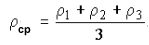 ρср = (ρ1 + ρ2 + ρ3) / 3.